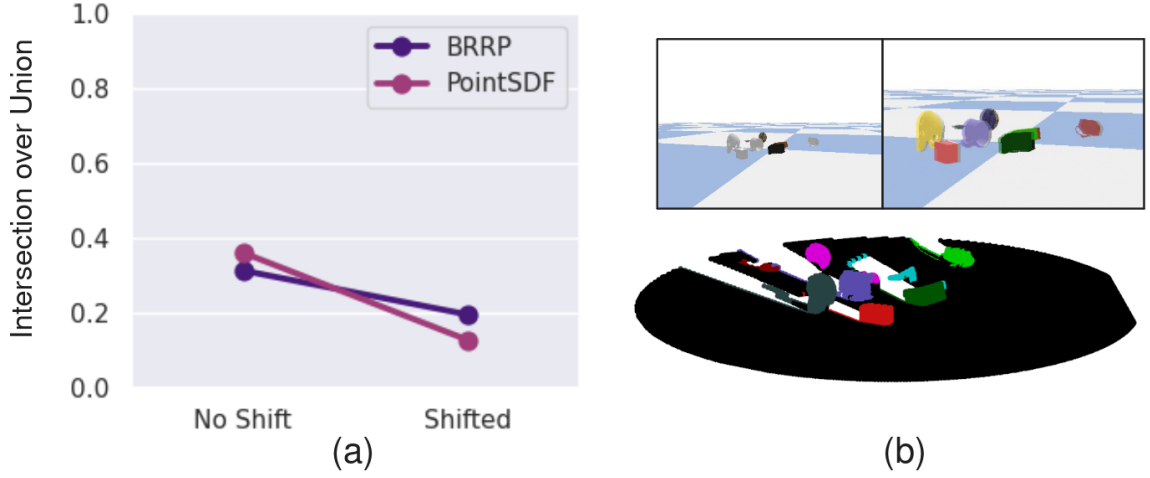 Intersection over Union
1.0
0.8
0.6
0.4
0.2
0.0
BRRP
PointSDF
No Shift
Shifted
(a)
(b)